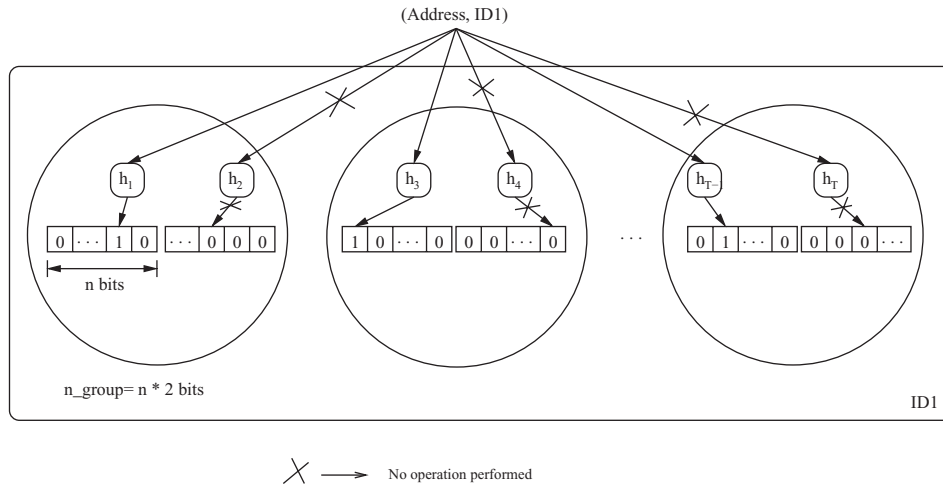 (Address, ID1)
h1 h2 h3 h4 hT−1 hT
0 ··· 1 0 ··· 0 0 0 1 0 ··· 0 0 0 ··· 0 ··· 0 1 ··· 0 0 0 0 ···
n bits
n_group= n * 2 bits
ID1
No operation performed